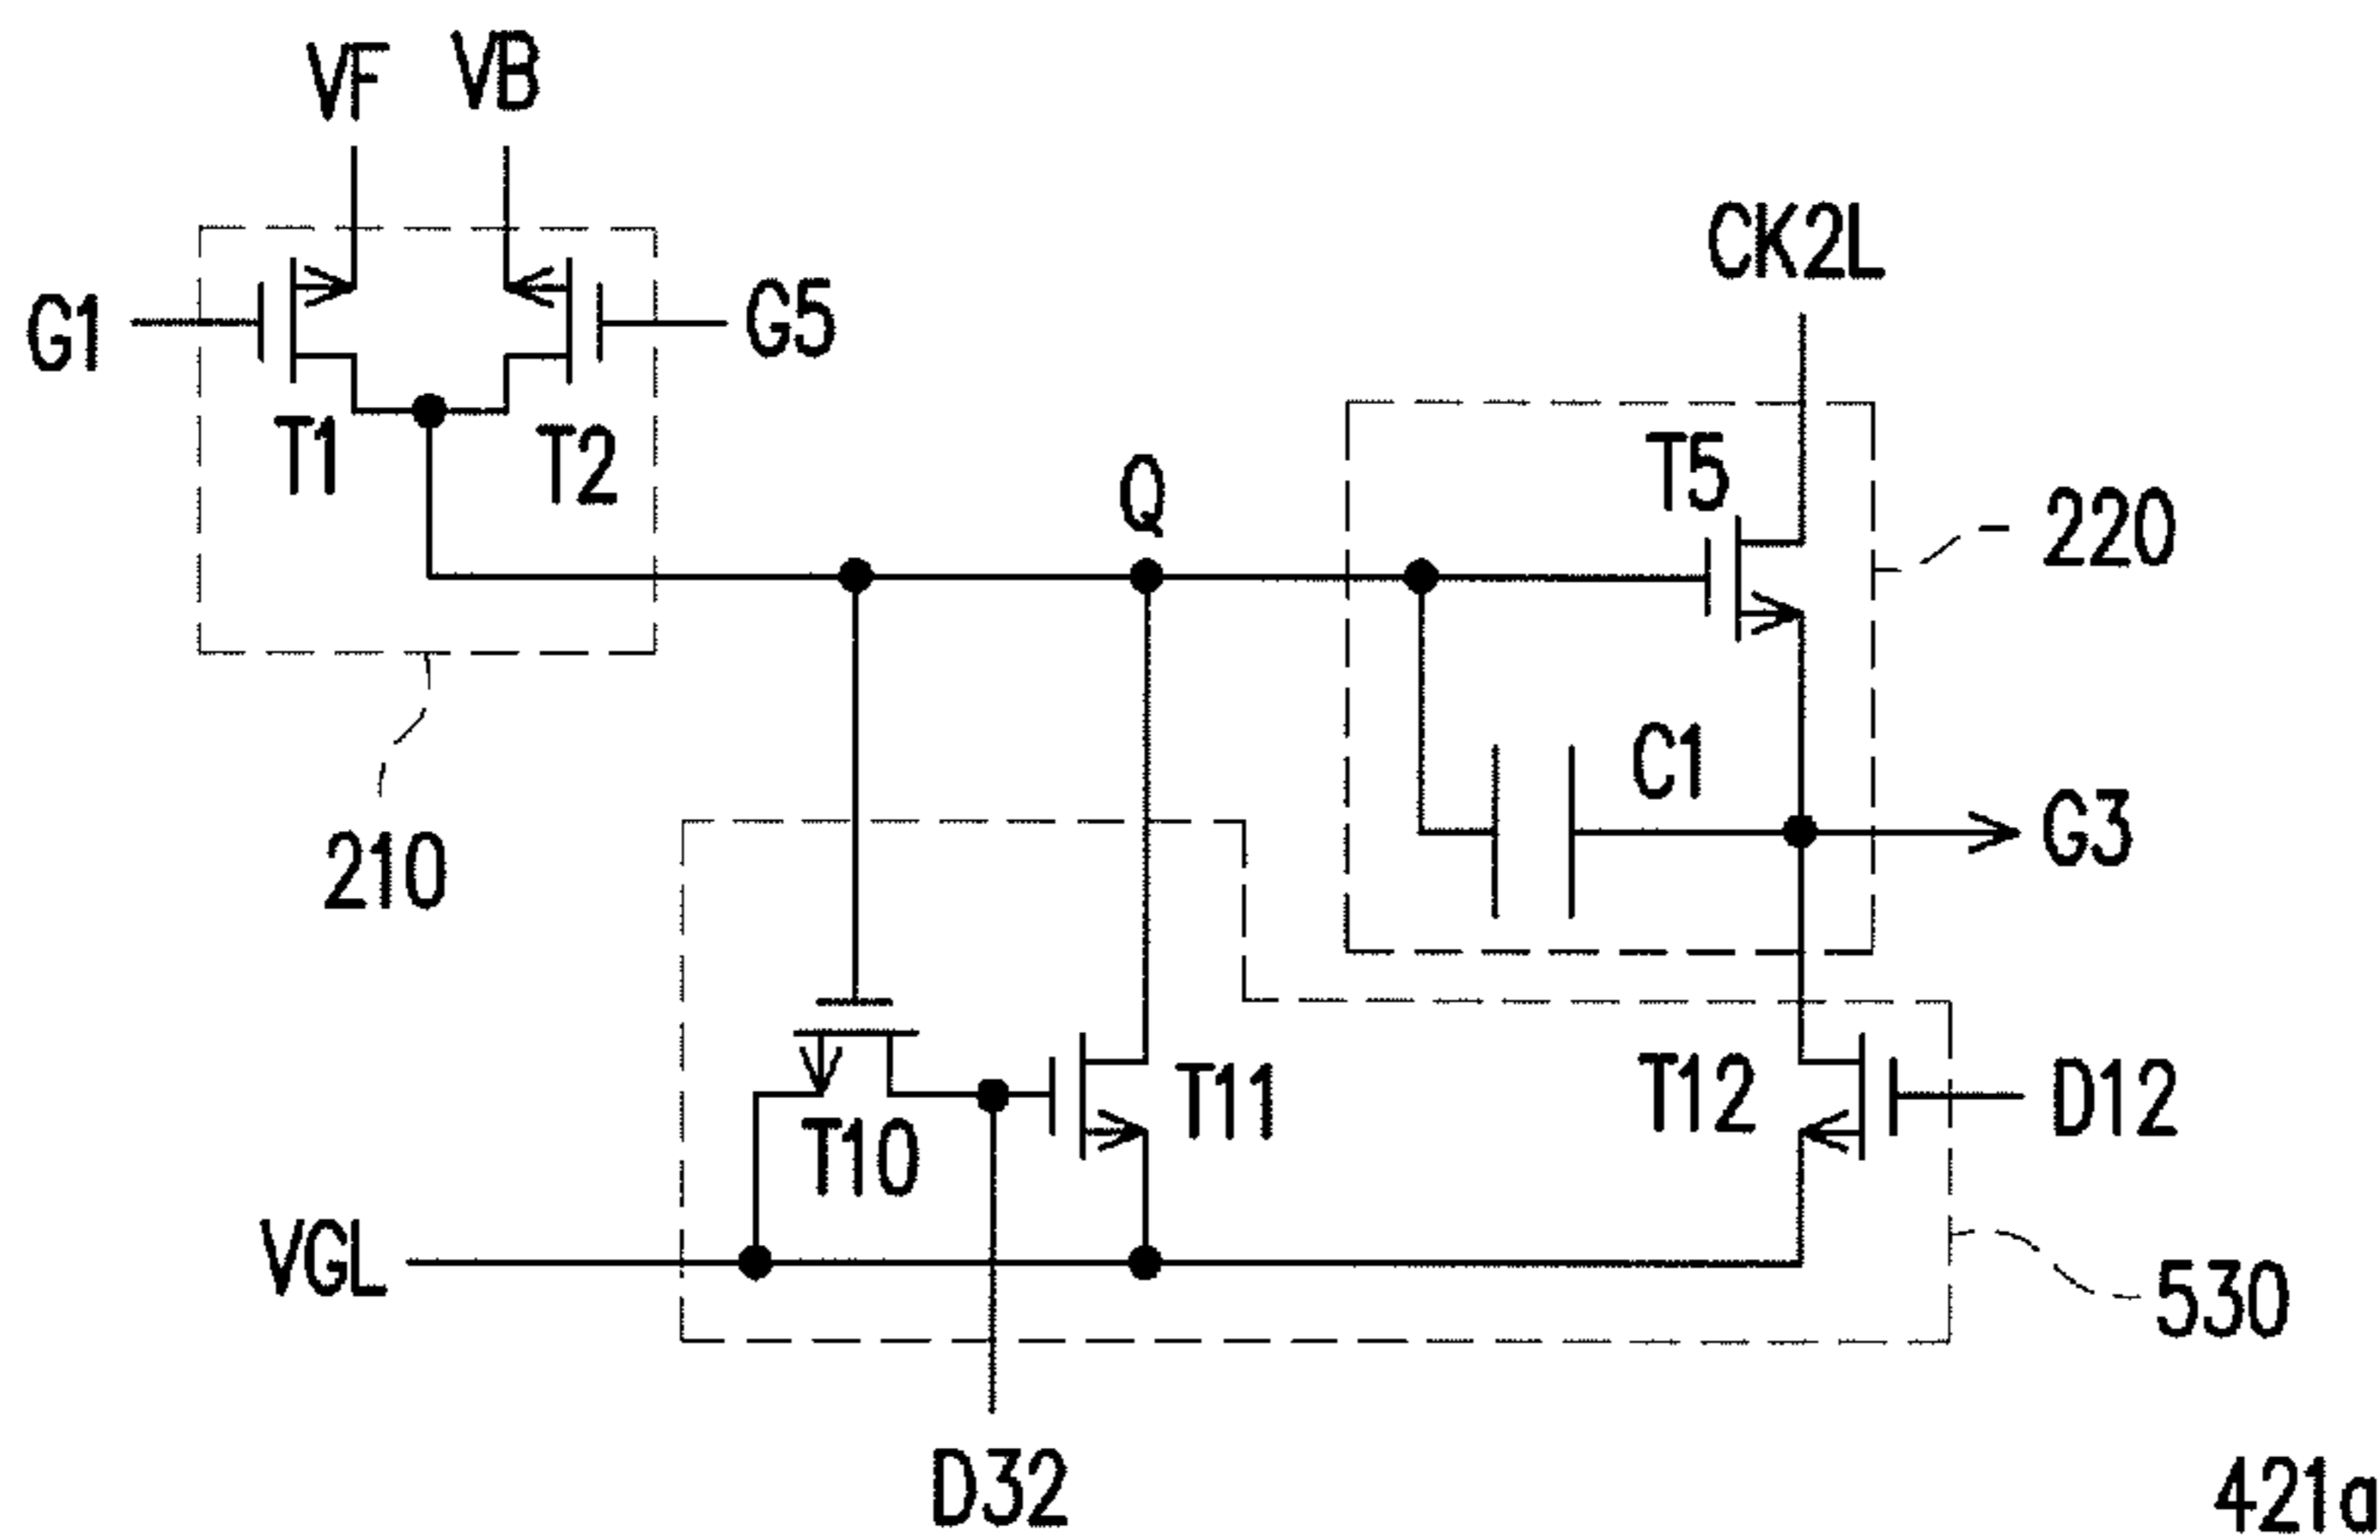 VF VB
CK2L
G1 G5
T1 T2
T5
Q
220
C1
G3
210
T11 T12 D12
T10
VGL
530
D32
421a